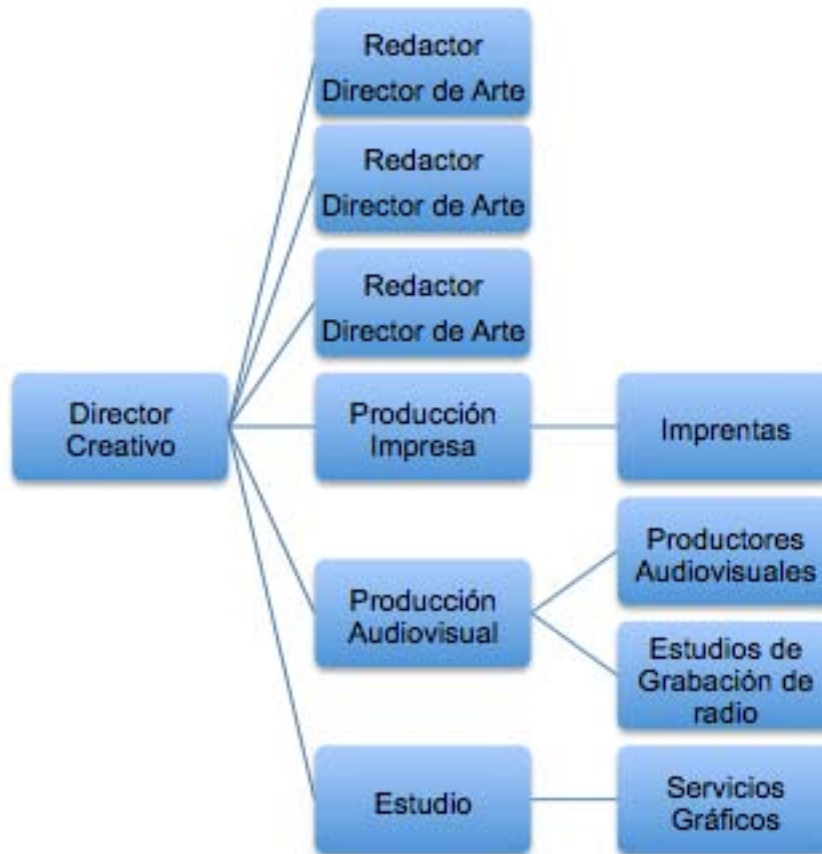 Redactor
Director de Arte
Redactor
Director de Arte
Redactor
Director de Arte
Director
Creativo
Producción
Impresa
Imprentas
Producción
Audiovisual
Productores
Audiovisuales
Estudios de
Grabación de
radio
Estudio
Servicios
Gráficos